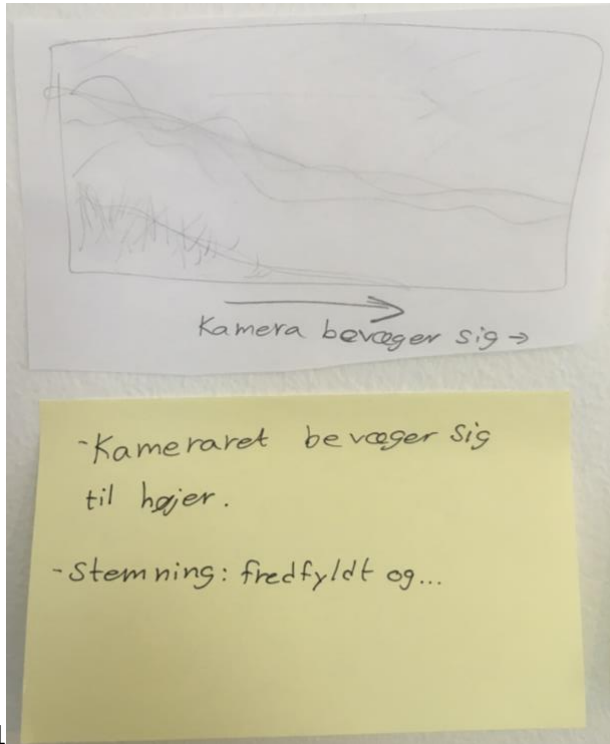 Kamera bevæger sig →
-Kameraret bevæger sig
til højer.
-Stemning: fredfyldt og...